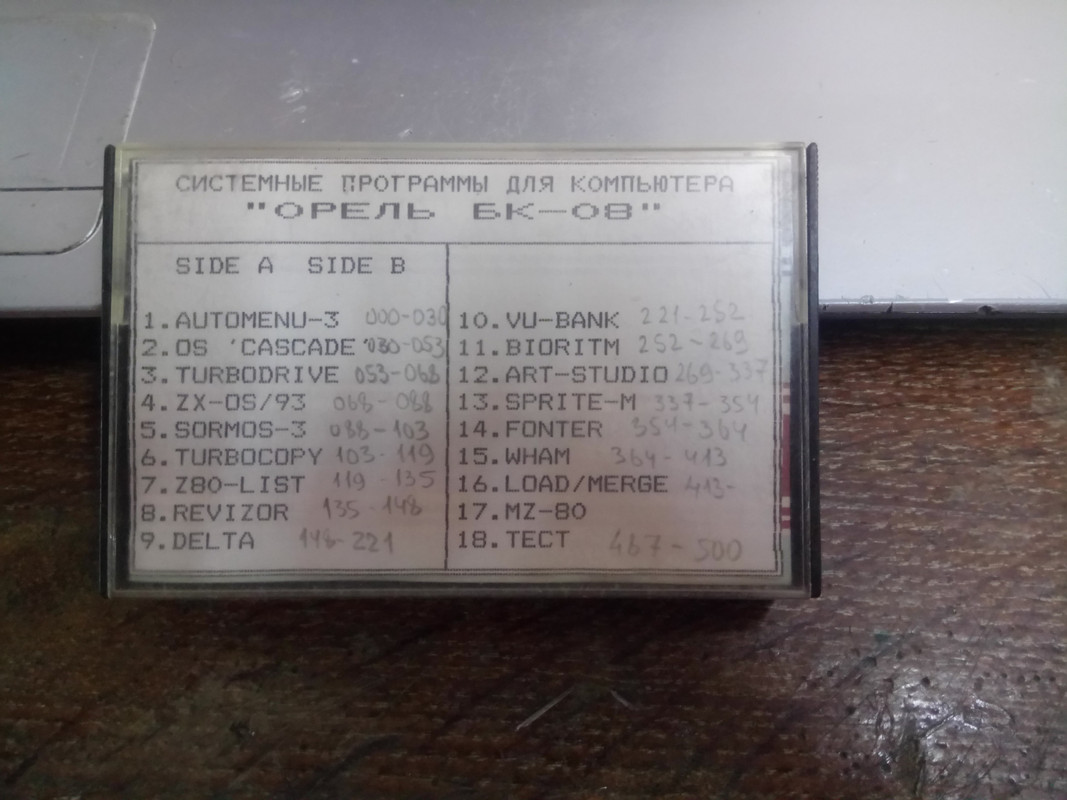 СИСТЕМНЫЕ ПРОГРАММЫ ДЛЯ КОМПЬЮТЕРА
"ОРЕЛЬ БК-08"
SIDE A SIDE B
1.AUTOMENU-3 000-030
2.OS 'CASCADE' 030-053
3.TURBODRIVE 053-068
4.ZX-OS/93 068-088
5.SORMOS-3 088-103
6.TURBOCOPY 103-119
7.Z80-LIST 119-135
8.REVIZOR 135-148
9.DELTA 148-221
10.VU-BANK 221-252
11.BIORITM 252-269
12.ART-STUDIO 269-337
13.SPRITE-M 337-354
14.FONTER 354-364
15.WHAM 364-413
16.LOAD/MERGE 413-
17.MZ-80
18.ТЕСТ 467-500